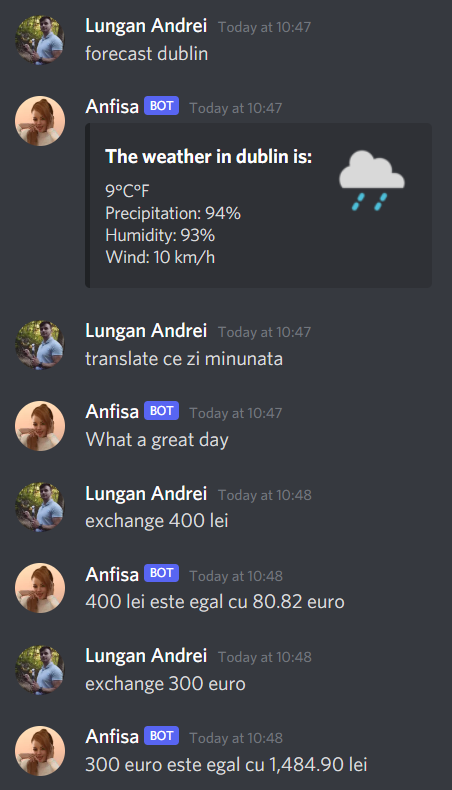 Lungan Andrei Today at 10:47
forecast dublin
Anfisa BOT Today at 10:47
The weather in dublin is:
9°C°F
Precipitation: 94%
Humidity: 93%
Wind: 10 km/h
Lungan Andrei Today at 10:47
translate ce zi minunata
Anfisa BOT Today at 10:47
What a great day
Lungan Andrei Today at 10:48
exchange 400 lei
Anfisa BOT Today at 10:48
400 lei este egal cu 80.82 euro
Lungan Andrei Today at 10:48
exchange 300 euro
Anfisa BOT Today at 10:48
300 euro este egal cu 1,484.90 lei